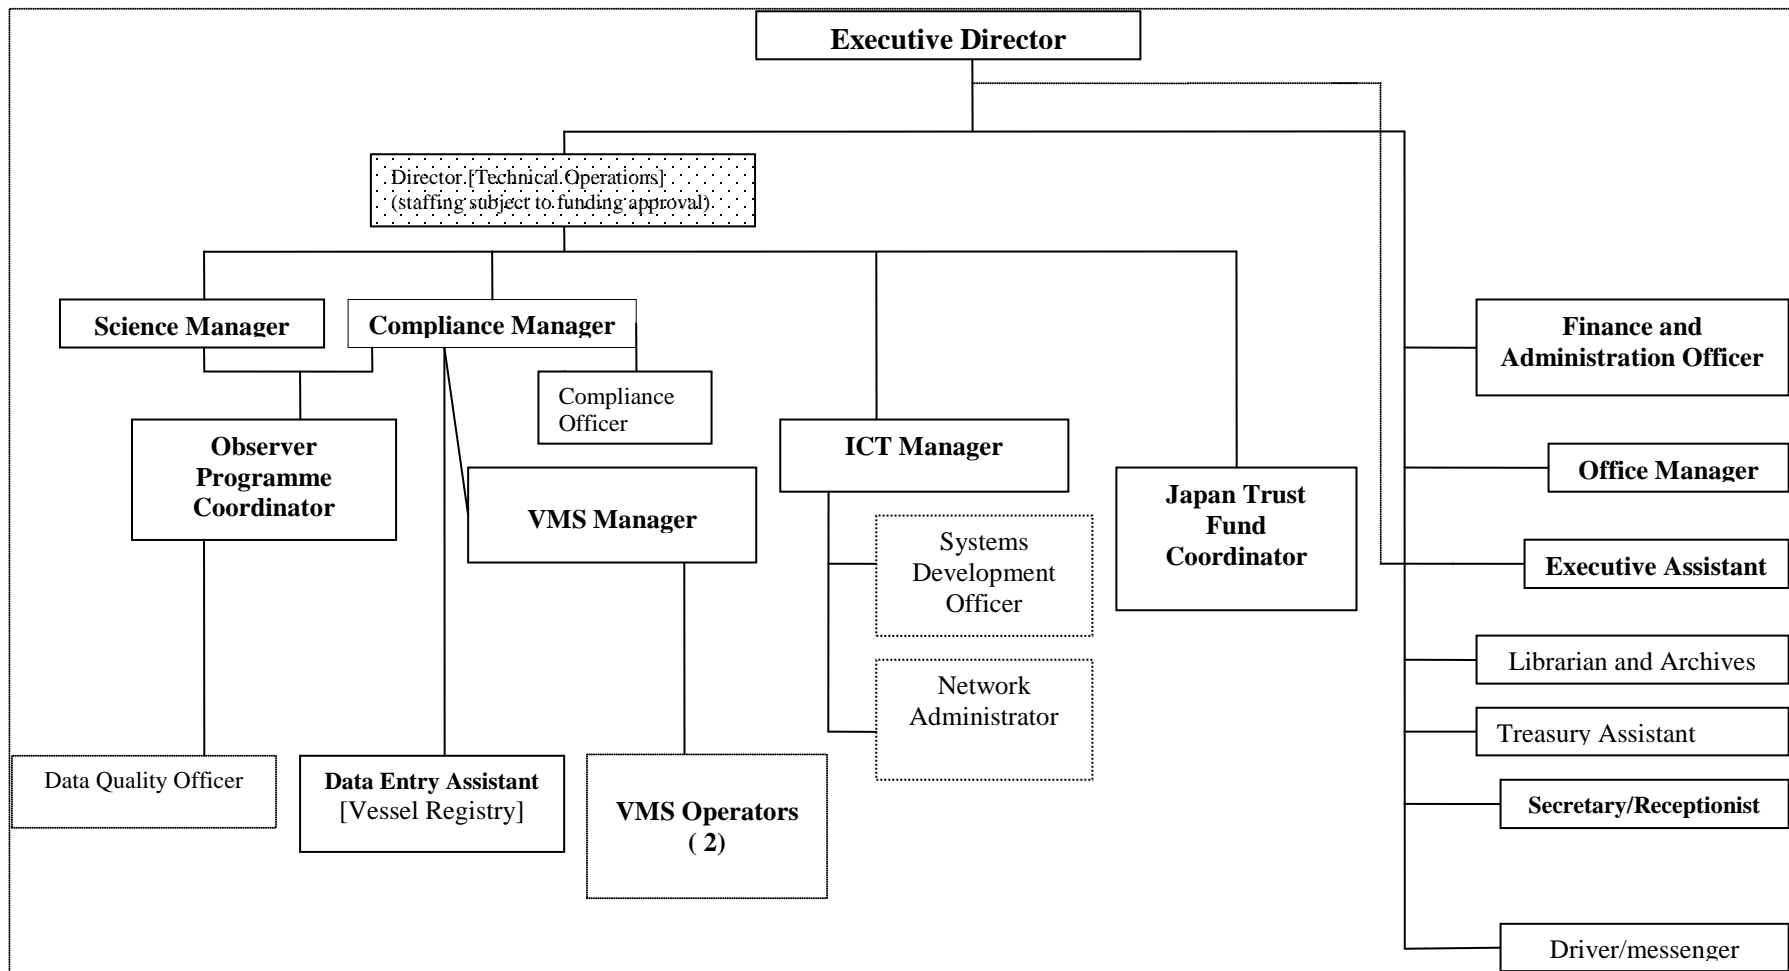 Executive Director
Director [Technical Operations]
(staffing subject to funding approval)
Science Manager
Compliance Manager
Compliance
Officer
Observer
Programme
Coordinator
VMS Manager
ICT Manager
Systems
Development
Officer
Network
Administrator
Japan Trust
Fund
Coordinator
Data Quality Officer
Data Entry Assistant
[Vessel Registry]
VMS Operators
( 2)
Finance and
Administration Officer
Office Manager
Executive Assistant
Librarian and Archives
Treasury Assistant
Secretary/Receptionist
Driver/messenger